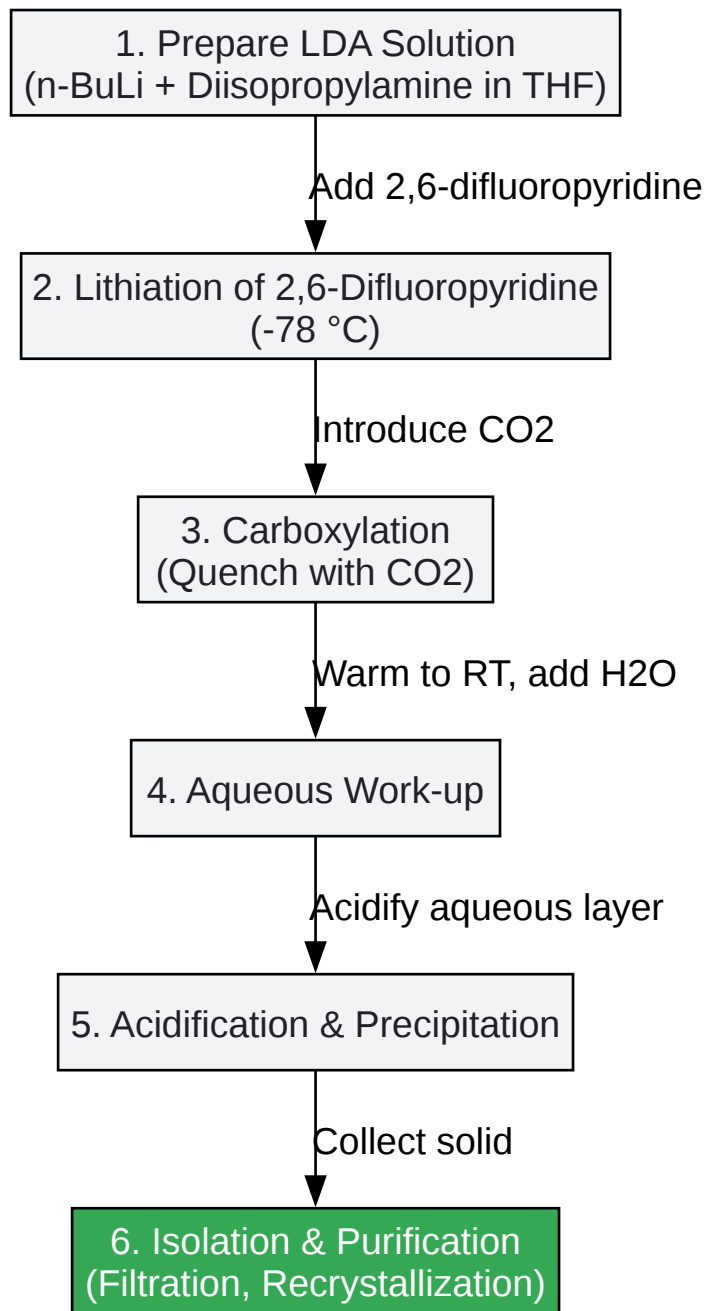 1. Prepare LDA Solution
(n-BuLi + Diisopropylamine in THF)
Add 2,6-difluoropyridine
2. Lithiation of 2,6-Difluoropyridine
(-78 °C)
Introduce CO2
3. Carboxylation
(Quench with CO2)
Warm to RT, add H2O
4. Aqueous Work-up
Acidify aqueous layer
5. Acidification & Precipitation
Collect solid
6. Isolation & Purification
(Filtration, Recrystallization)